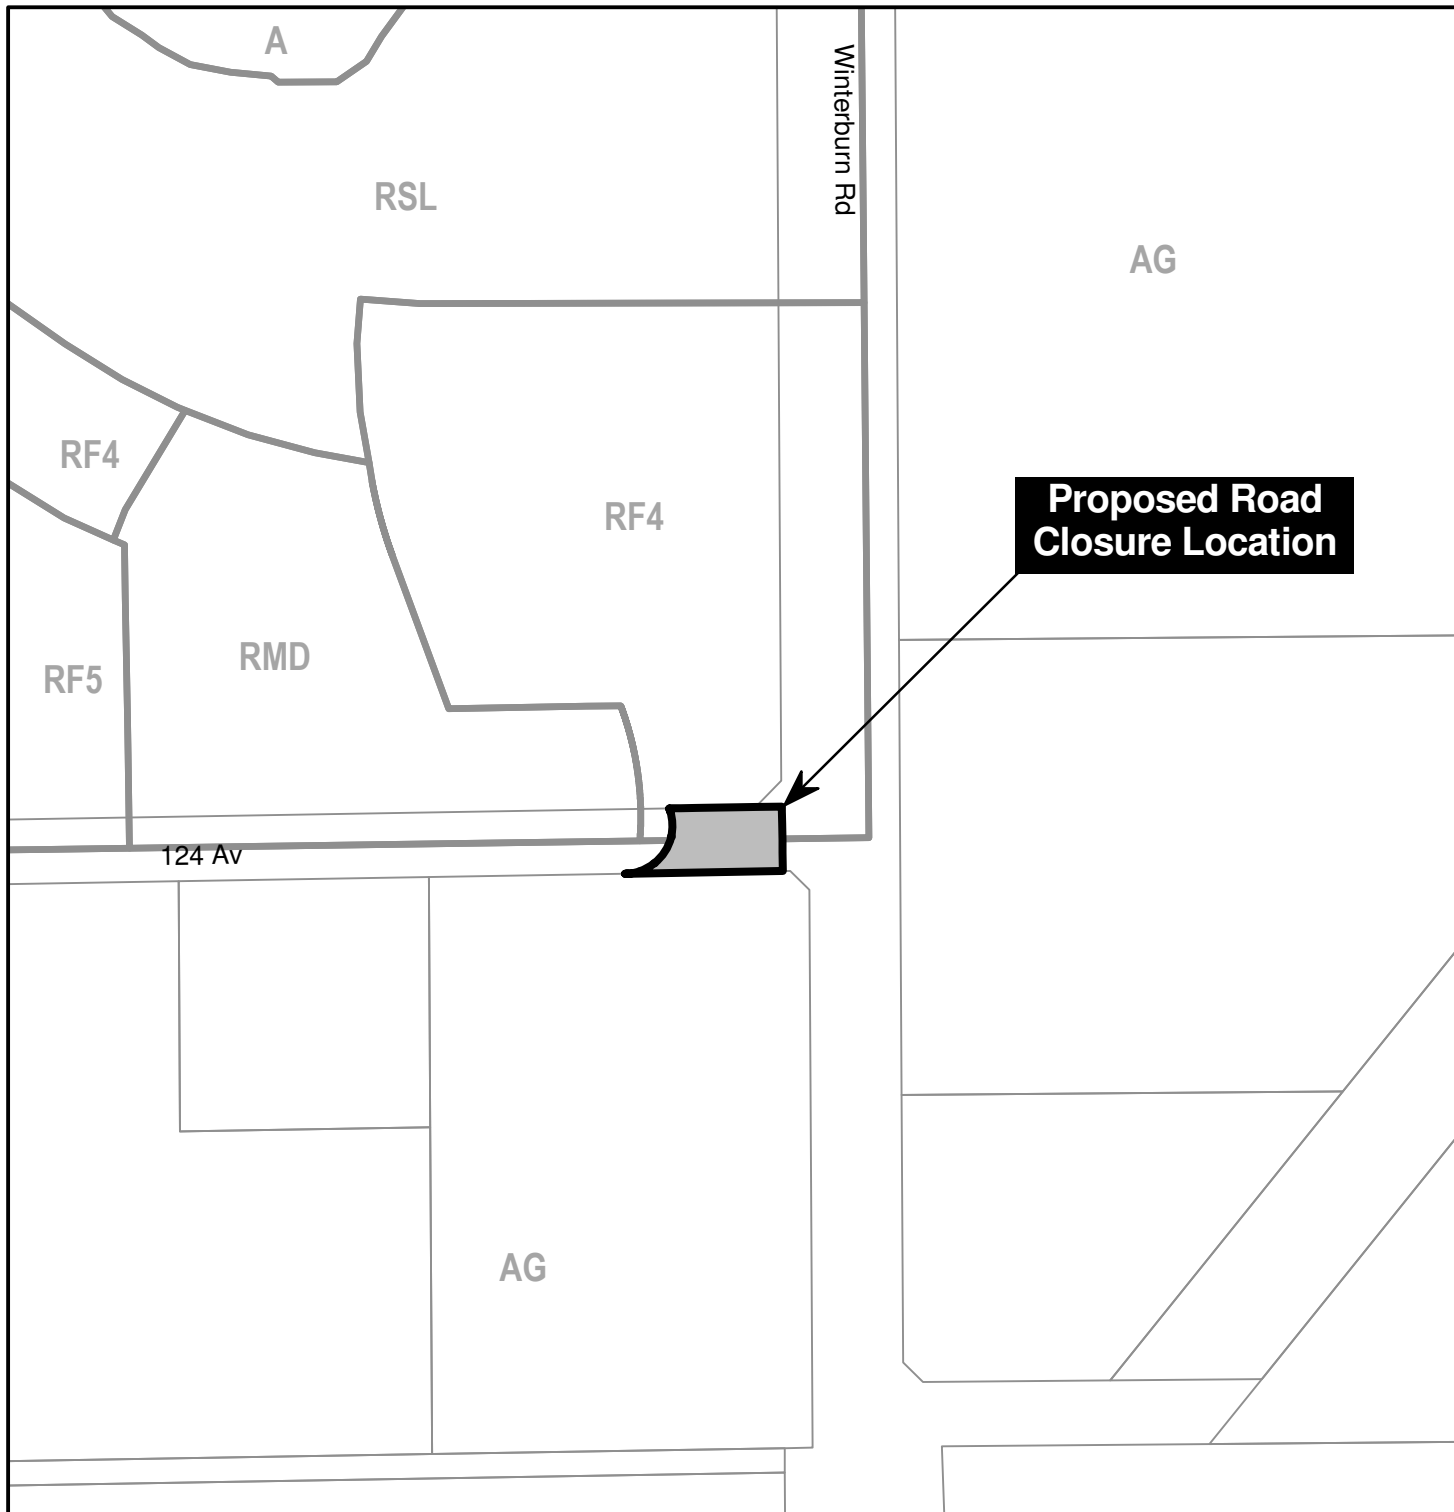 A
Winterburn Rd
RSL
AG
RF4
RF4
Proposed Road
Closure Location
RMD
RF5
124 Av
AG